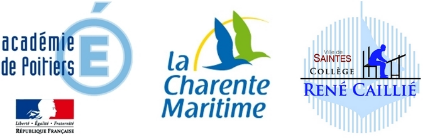 académie
de Poitiers
É
Liberté • Égalité • Fraternité
RÉPUBLIQUE FRANÇAISE
la
Charente
Maritime
Ville de
SAINTES
COLLÈGE
RENÉ CAILLIÉ